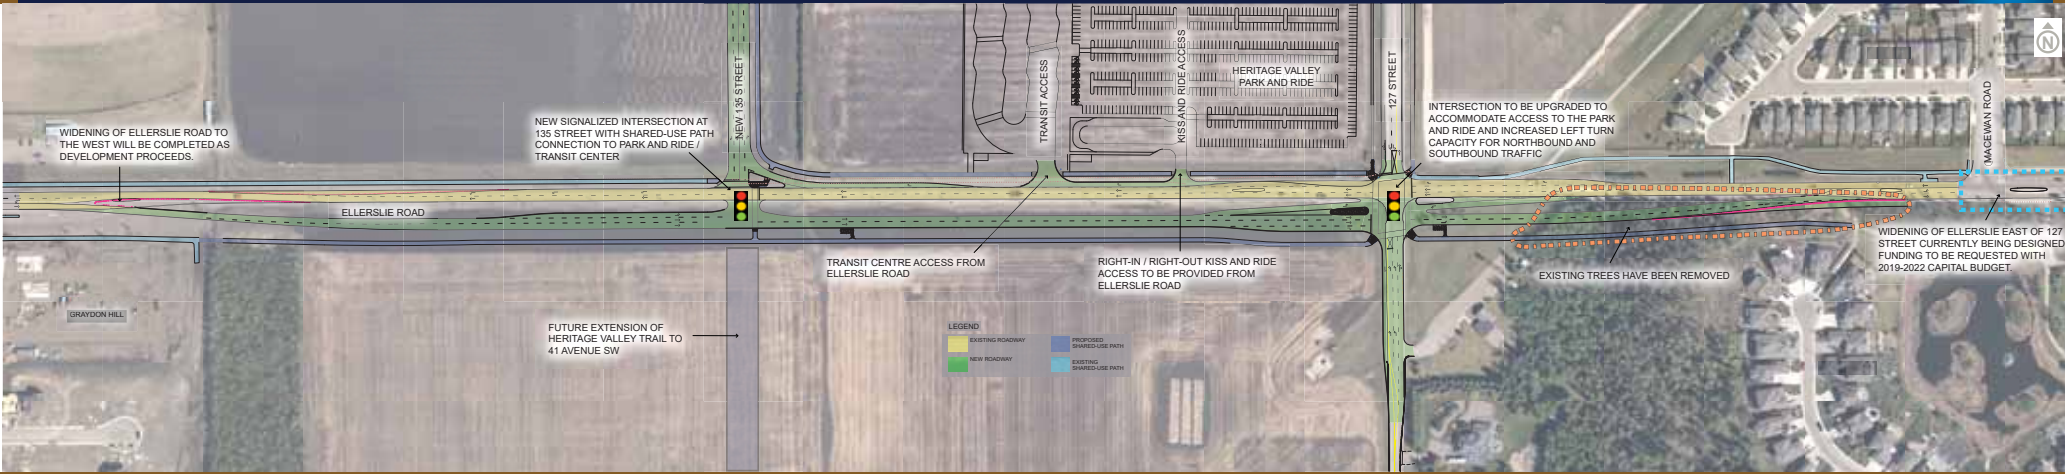 N
WIDENING OF ELLERSLIE ROAD TO
THE WEST WILL BE COMPLETED AS
DEVELOPMENT PROCEEDS.
NEW SIGNALIZED INTERSECTION AT
135 STREET WITH SHARED-USE PATH
CONNECTION TO PARK AND RIDE /
TRANSIT CENTER
NEW 135 STREET
TRANSIT ACCESS
KISS AND RIDE ACCESS
HERITAGE VALLEY
PARK AND RIDE
127 STREET
INTERSECTION TO BE UPGRADED TO
ACCOMMODATE ACCESS TO THE PARK
AND RIDE AND INCREASED LEFT TURN
CAPACITY FOR NORTHBOUND AND
SOUTHBOUND TRAFFIC
MACEWAN ROAD
ELLERSLIE ROAD
TRANSIT CENTRE ACCESS FROM
ELLERSLIE ROAD
RIGHT-IN / RIGHT-OUT KISS AND RIDE
ACCESS TO BE PROVIDED FROM
ELLERSLIE ROAD
EXISTING TREES HAVE BEEN REMOVED
WIDENING OF ELLERSLIE EAST OF 127
STREET CURRENTLY BEING DESIGNED
FUNDING TO BE REQUESTED WITH
2019-2022 CAPITAL BUDGET.
GRAYDON HILL
FUTURE EXTENSION OF
HERITAGE VALLEY TRAIL TO
41 AVENUE SW
LEGEND
EXISTING ROADWAY
NEW ROADWAY
PROPOSED
SHARED-USE PATH
EXISTING
SHARED-USE PATH